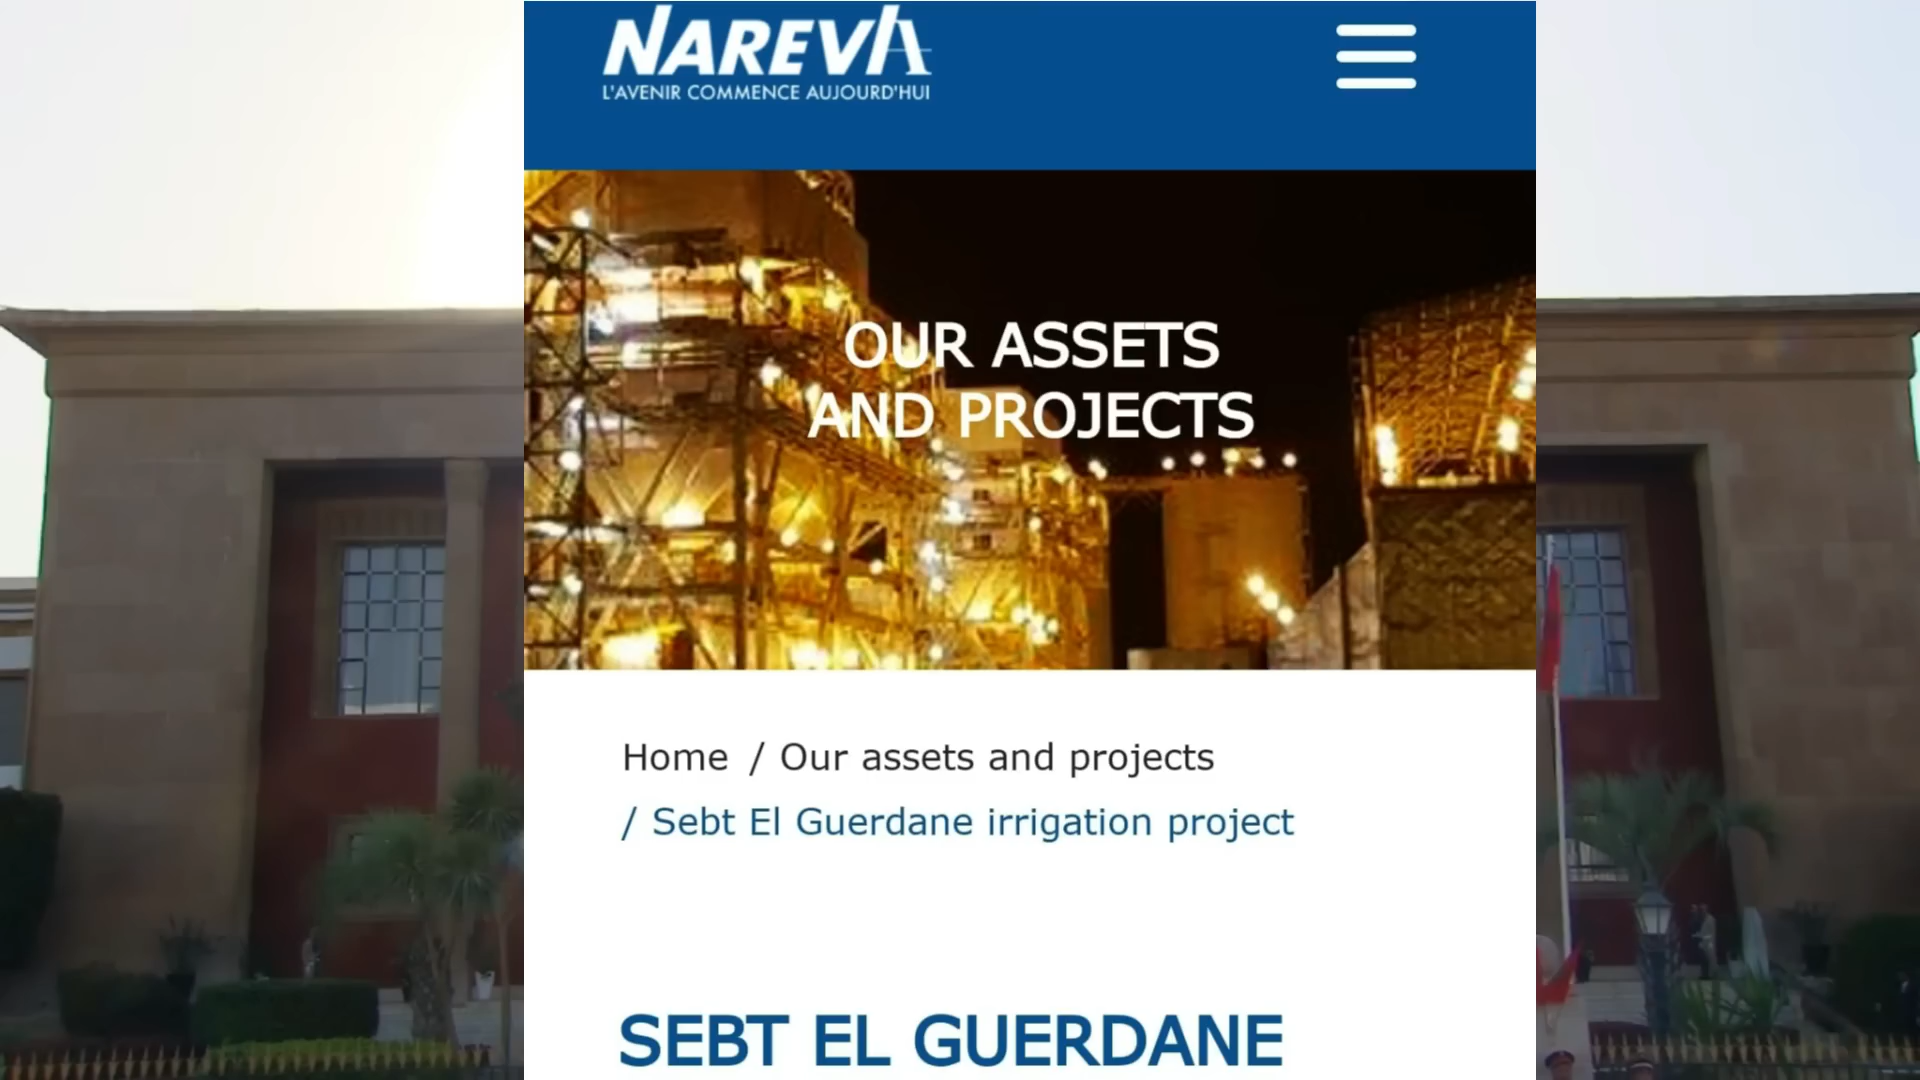 NAREVA
L'AVENIR COMMENCE AUJOURD'HUI
OUR ASSETS
AND PROJECTS
Home / Our assets and projects
/ Sebt El Guerdane irrigation project
SEBT EL GUERDANE